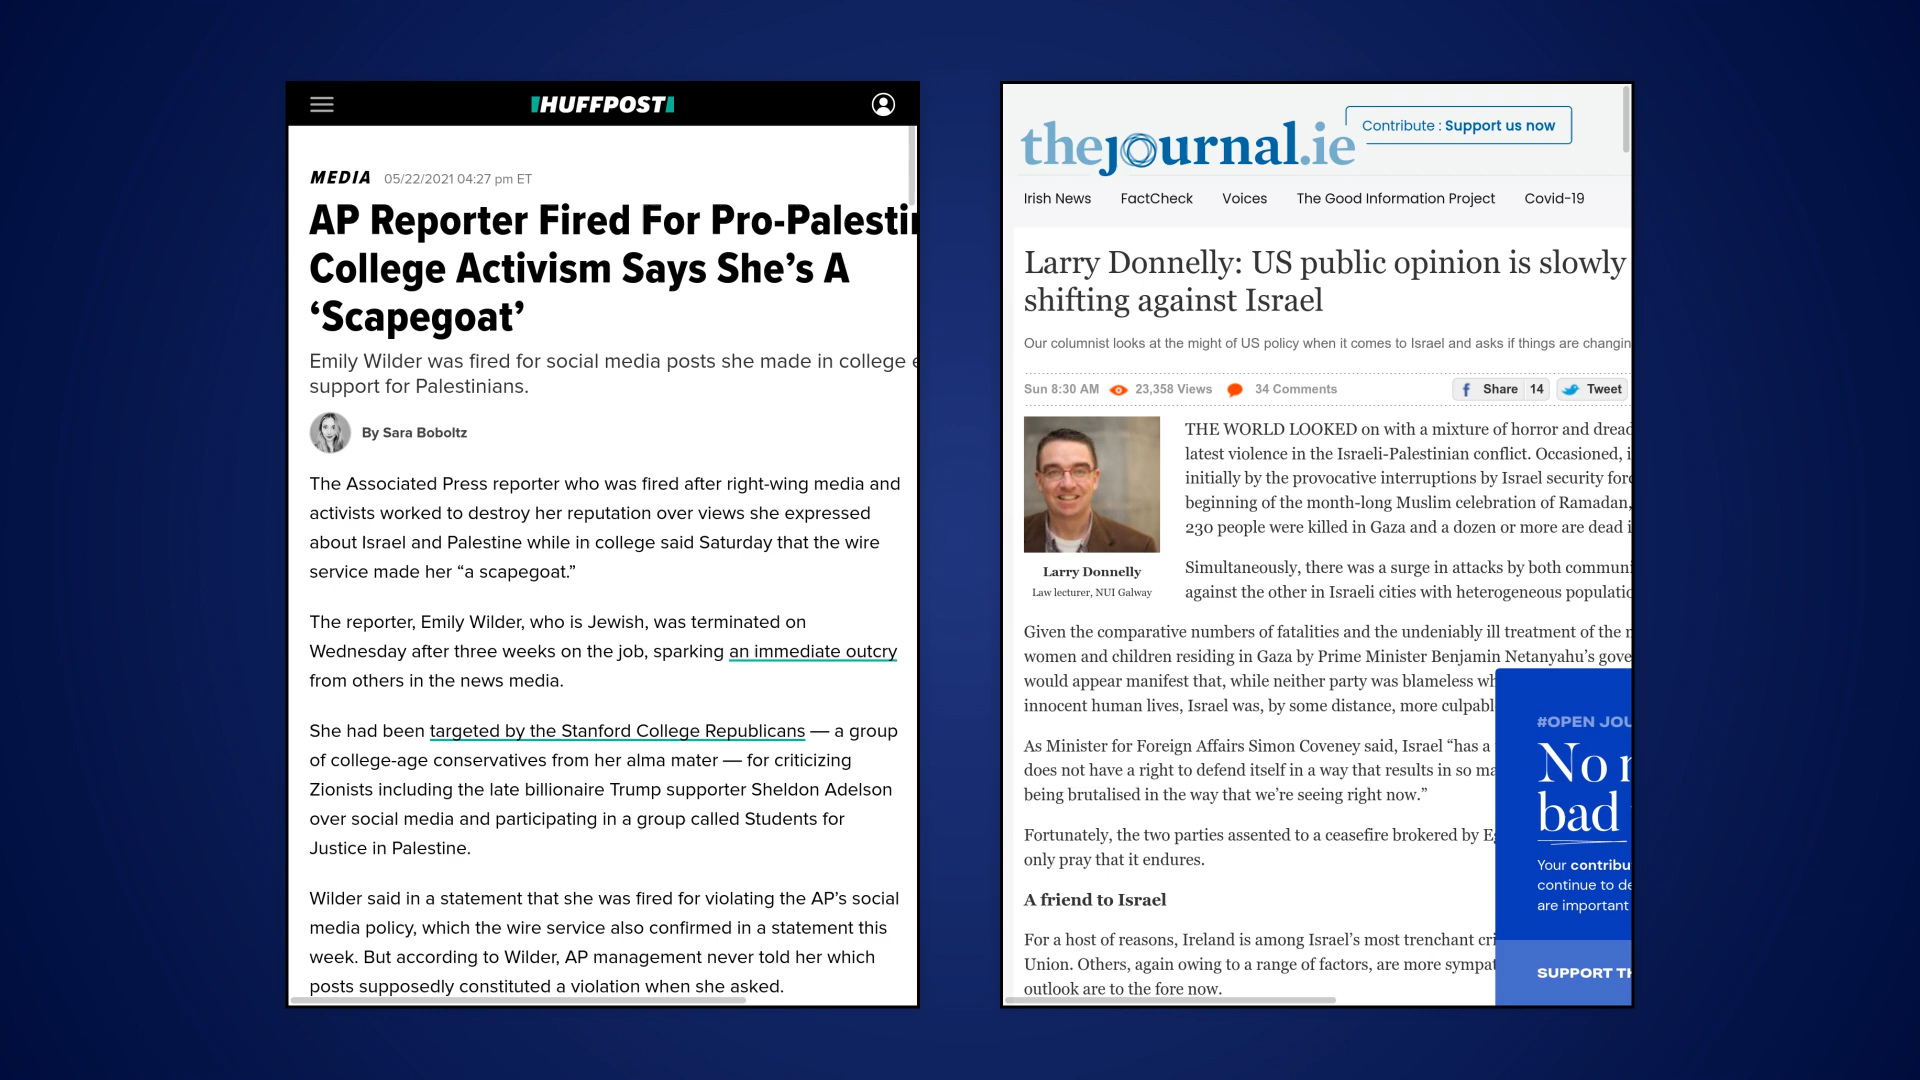 HUFFPOST
MEDIA 05/22/2021 04:27 pm ET
AP Reporter Fired For Pro-Palesti
College Activism Says She's A
‘Scapegoat’
Emily Wilder was fired for social media posts she made in college e
support for Palestinians.
By Sara Boboltz
The Associated Press reporter who was fired after right-wing media and
activists worked to destroy her reputation over views she expressed
about Israel and Palestine while in college said Saturday that the wire
service made her “a scapegoat.”
The reporter, Emily Wilder, who is Jewish, was terminated on
Wednesday after three weeks on the job, sparking an immediate outcry
from others in the news media.
She had been targeted by the Stanford College Republicans — a group
of college-age conservatives from her alma mater — for criticizing
Zionists including the late billionaire Trump supporter Sheldon Adelson
over social media and participating in a group called Students for
Justice in Palestine.
Wilder said in a statement that she was fired for violating the AP’s social
media policy, which the wire service also confirmed in a statement this
week. But according to Wilder, AP management never told her which
posts supposedly constituted a violation when she asked.
thejournal.ie
Contribute : Support us now
Irish News FactCheck Voices The Good Information Project Covid-19
Larry Donnelly: US public opinion is slowly
shifting against Israel
Our columnist looks at the might of US policy when it comes to Israel and asks if things are changin
Sun 8:30 AM 23,358 Views 34 Comments Share 14 Tweet
Larry Donnelly
Law lecturer, NUI Galway
THE WORLD LOOKED on with a mixture of horror and dread
latest violence in the Israeli-Palestinian conflict. Occasioned, i
initially by the provocative interruptions by Israel security forc
beginning of the month-long Muslim celebration of Ramadan,
230 people were killed in Gaza and a dozen or more are dead i
Simultaneously, there was a surge in attacks by both communi
against the other in Israeli cities with heterogeneous populatio
Given the comparative numbers of fatalities and the undeniably ill treatment of the
women and children residing in Gaza by Prime Minister Benjamin Netanyahu’s gove
would appear manifest that, while neither party was blameless wh
innocent human lives, Israel was, by some distance, more culpabl
As Minister for Foreign Affairs Simon Coveney said, Israel “has a
does not have a right to defend itself in a way that results in so ma
being brutalised in the way that we’re seeing right now.”
Fortunately, the two parties assented to a ceasefire brokered by E
only pray that it endures.
A friend to Israel
For a host of reasons, Ireland is among Israel’s most trenchant cri
Union. Others, again owing to a range of factors, are more sympat
outlook are to the fore now.
#OPEN JOU
No
bad
Your contribu
continue to de
are important
SUPPORT TH